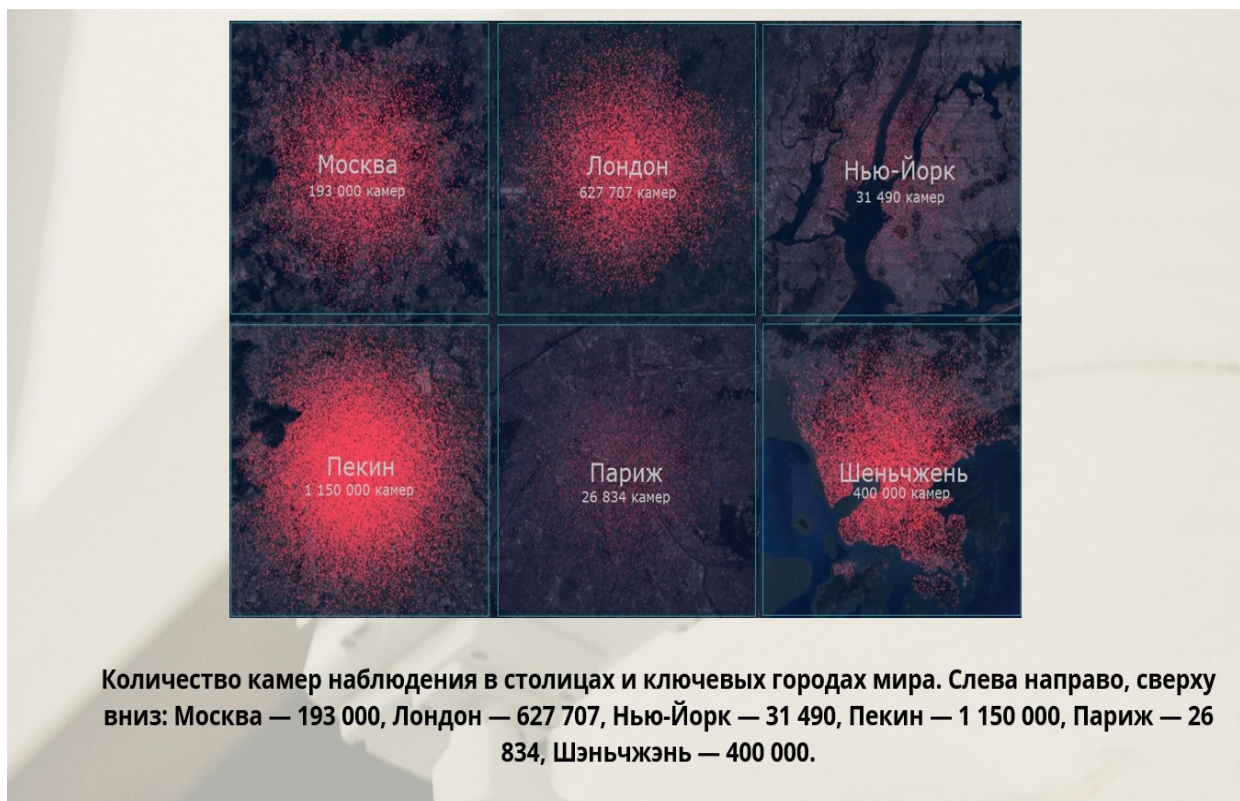 Москва
193 000 камер
Лондон
627 707 камер
Нью-Йорк
31 490 камер
Пекин
1 150 000 камер
Париж
26 834 камер
Шеньчжень
400 000 камер
Количество камер наблюдения в столицах и ключевых городах мира. Слева направо, сверху
вниз: Москва — 193 000, Лондон — 627 707, Нью-Йорк — 31 490, Пекин — 1 150 000, Париж — 26
834, Шэньчжэнь — 400 000.